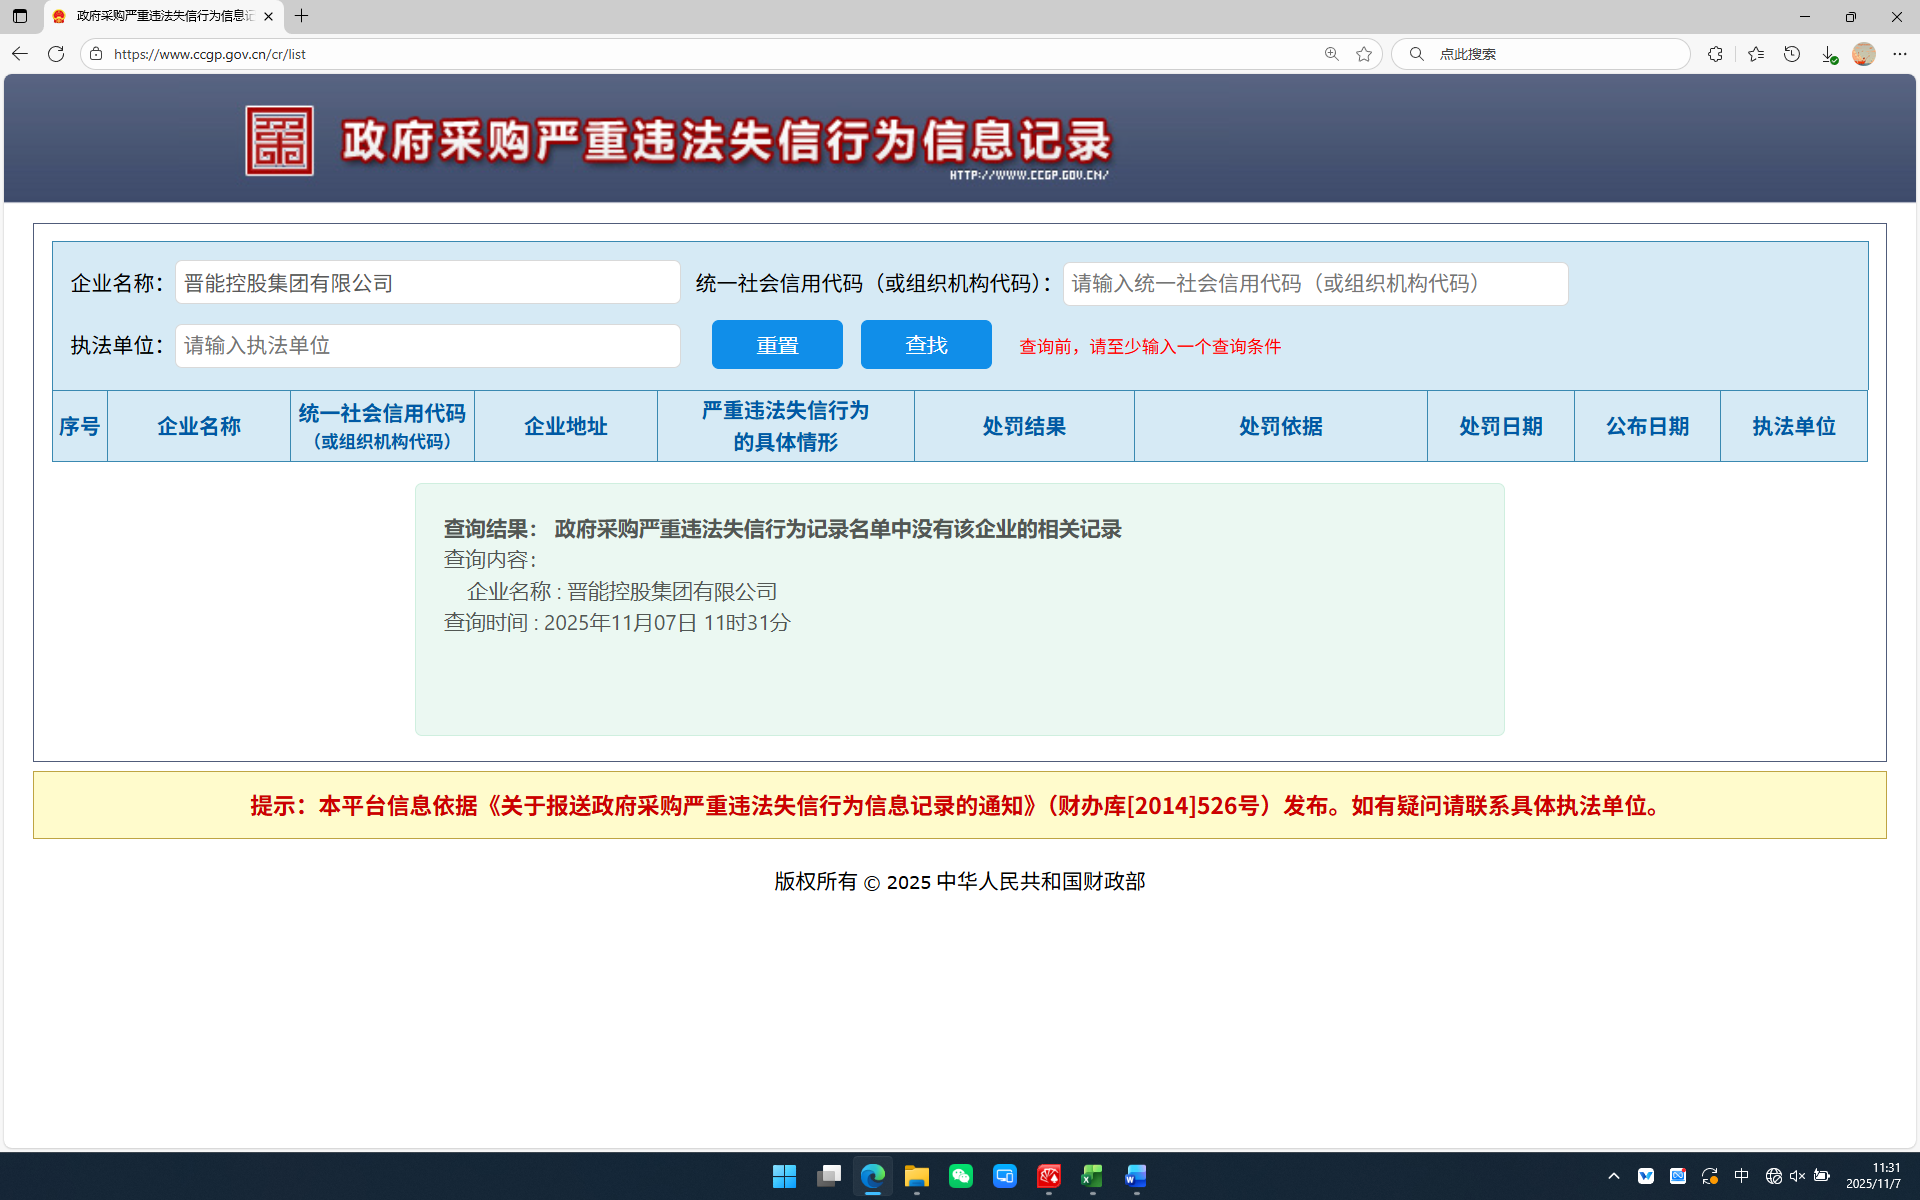 政府采购严重违法失信行为信息记
https://www.ccgp.gov.cn/cr/list
点此搜索
政府采购严重违法失信行为信息记录
HTTP://WWW.CCGP.GOV.CN/
企业名称：
晋能控股集团有限公司
统一社会信用代码（或组织机构代码）：
请输入统一社会信用代码（或组织机构代码）
执法单位：
请输入执法单位
重置
查找
查询前，请至少输入一个查询条件
序号
企业名称
统一社会信用代码
（或组织机构代码）
企业地址
严重违法失信行为
的具体情形
处罚结果
处罚依据
处罚日期
公布日期
执法单位
查询结果： 政府采购严重违法失信行为记录名单中没有该企业的相关记录
查询内容：
企业名称 : 晋能控股集团有限公司
查询时间 : 2025年11月07日 11时31分
提示：本平台信息依据《关于报送政府采购严重违法失信行为信息记录的通知》（财办库[2014]526号）发布。如有疑问请联系具体执法单位。
版权所有 © 2025 中华人民共和国财政部
中
11:31
2025/11/7